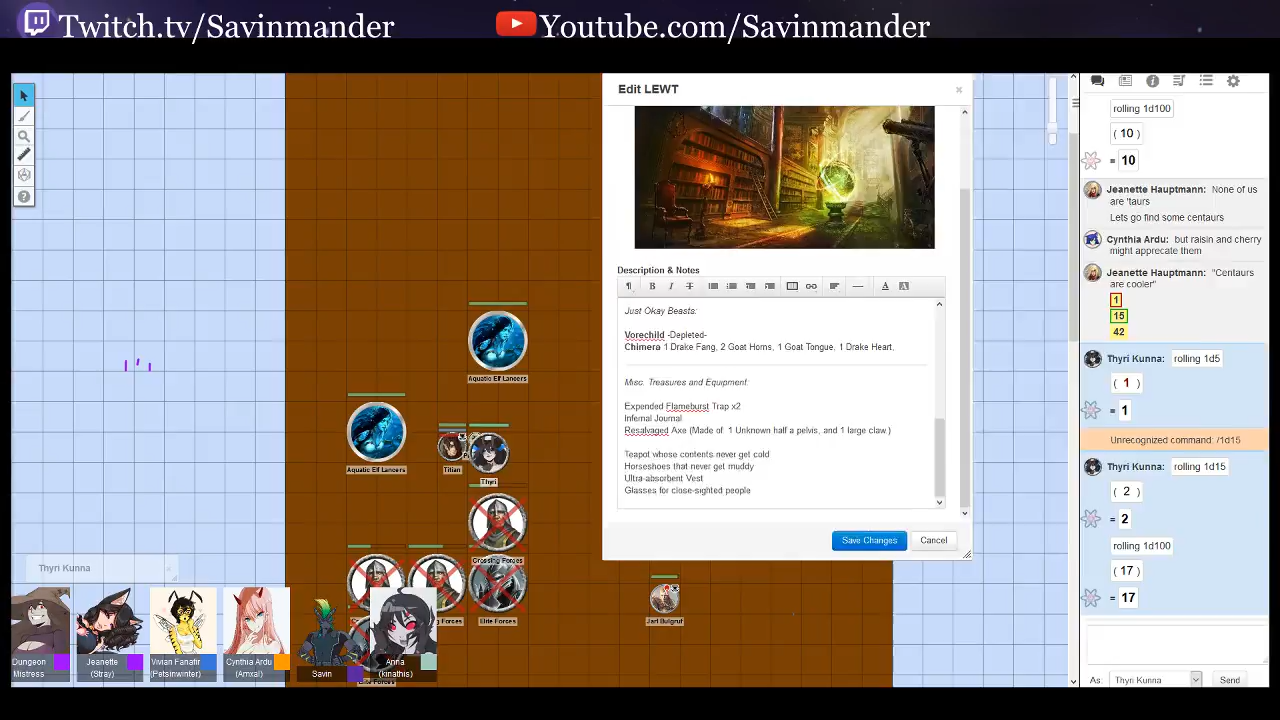 Twitch.tv/Savinmander
Youtube.com/Savinmander
Edit LEWT
×
Description & Notes
Just Okay Beasts:
Vorechild -Depleted-
Chimera 1 Drake Fang, 2 Goat Horns, 1 Goat Tongue, 1 Drake Heart,
Misc. Treasures and Equipment:
Expended Flameburst Trap x2
Infernal Journal
Resalvaged Axe (Made of 1 Unknown half a pelvis, and 1 large claw )
Teapot whose contents never get cold
Horseshoes that never get muddy
Ultra-absorbent Vest
Glasses for close-sighted people
Save Changes
Cancel
Aquatic Elf Lancers
Aquatic Elf Lancers
Titian
Thyri
Crossing Forces
Elite Forces
Jarl Bulgruf
Thyri Kunna
Dungeon
Mistress
Jeanette
(Stray)
Vivian Fanafir
(Petsinwinter)
Cynthia Ardu
(Amxal)
Savin
Anna
(kinathis)
rolling 1d100
( 10 )
= 10
Jeanette Hauptmann: None of us
are 'taurs
Lets go find some centaurs
Cynthia Ardu: but raisin and cherry
might apprecate them
Jeanette Hauptmann: "Centaurs
are cooler"
1
15
42
Thyri Kunna: rolling 1d5
( 1 )
= 1
Unrecognized command: /1d15
Thyri Kunna: rolling 1d15
( 2 )
= 2
rolling 1d100
( 17 )
= 17
As: Thyri Kunna
Send